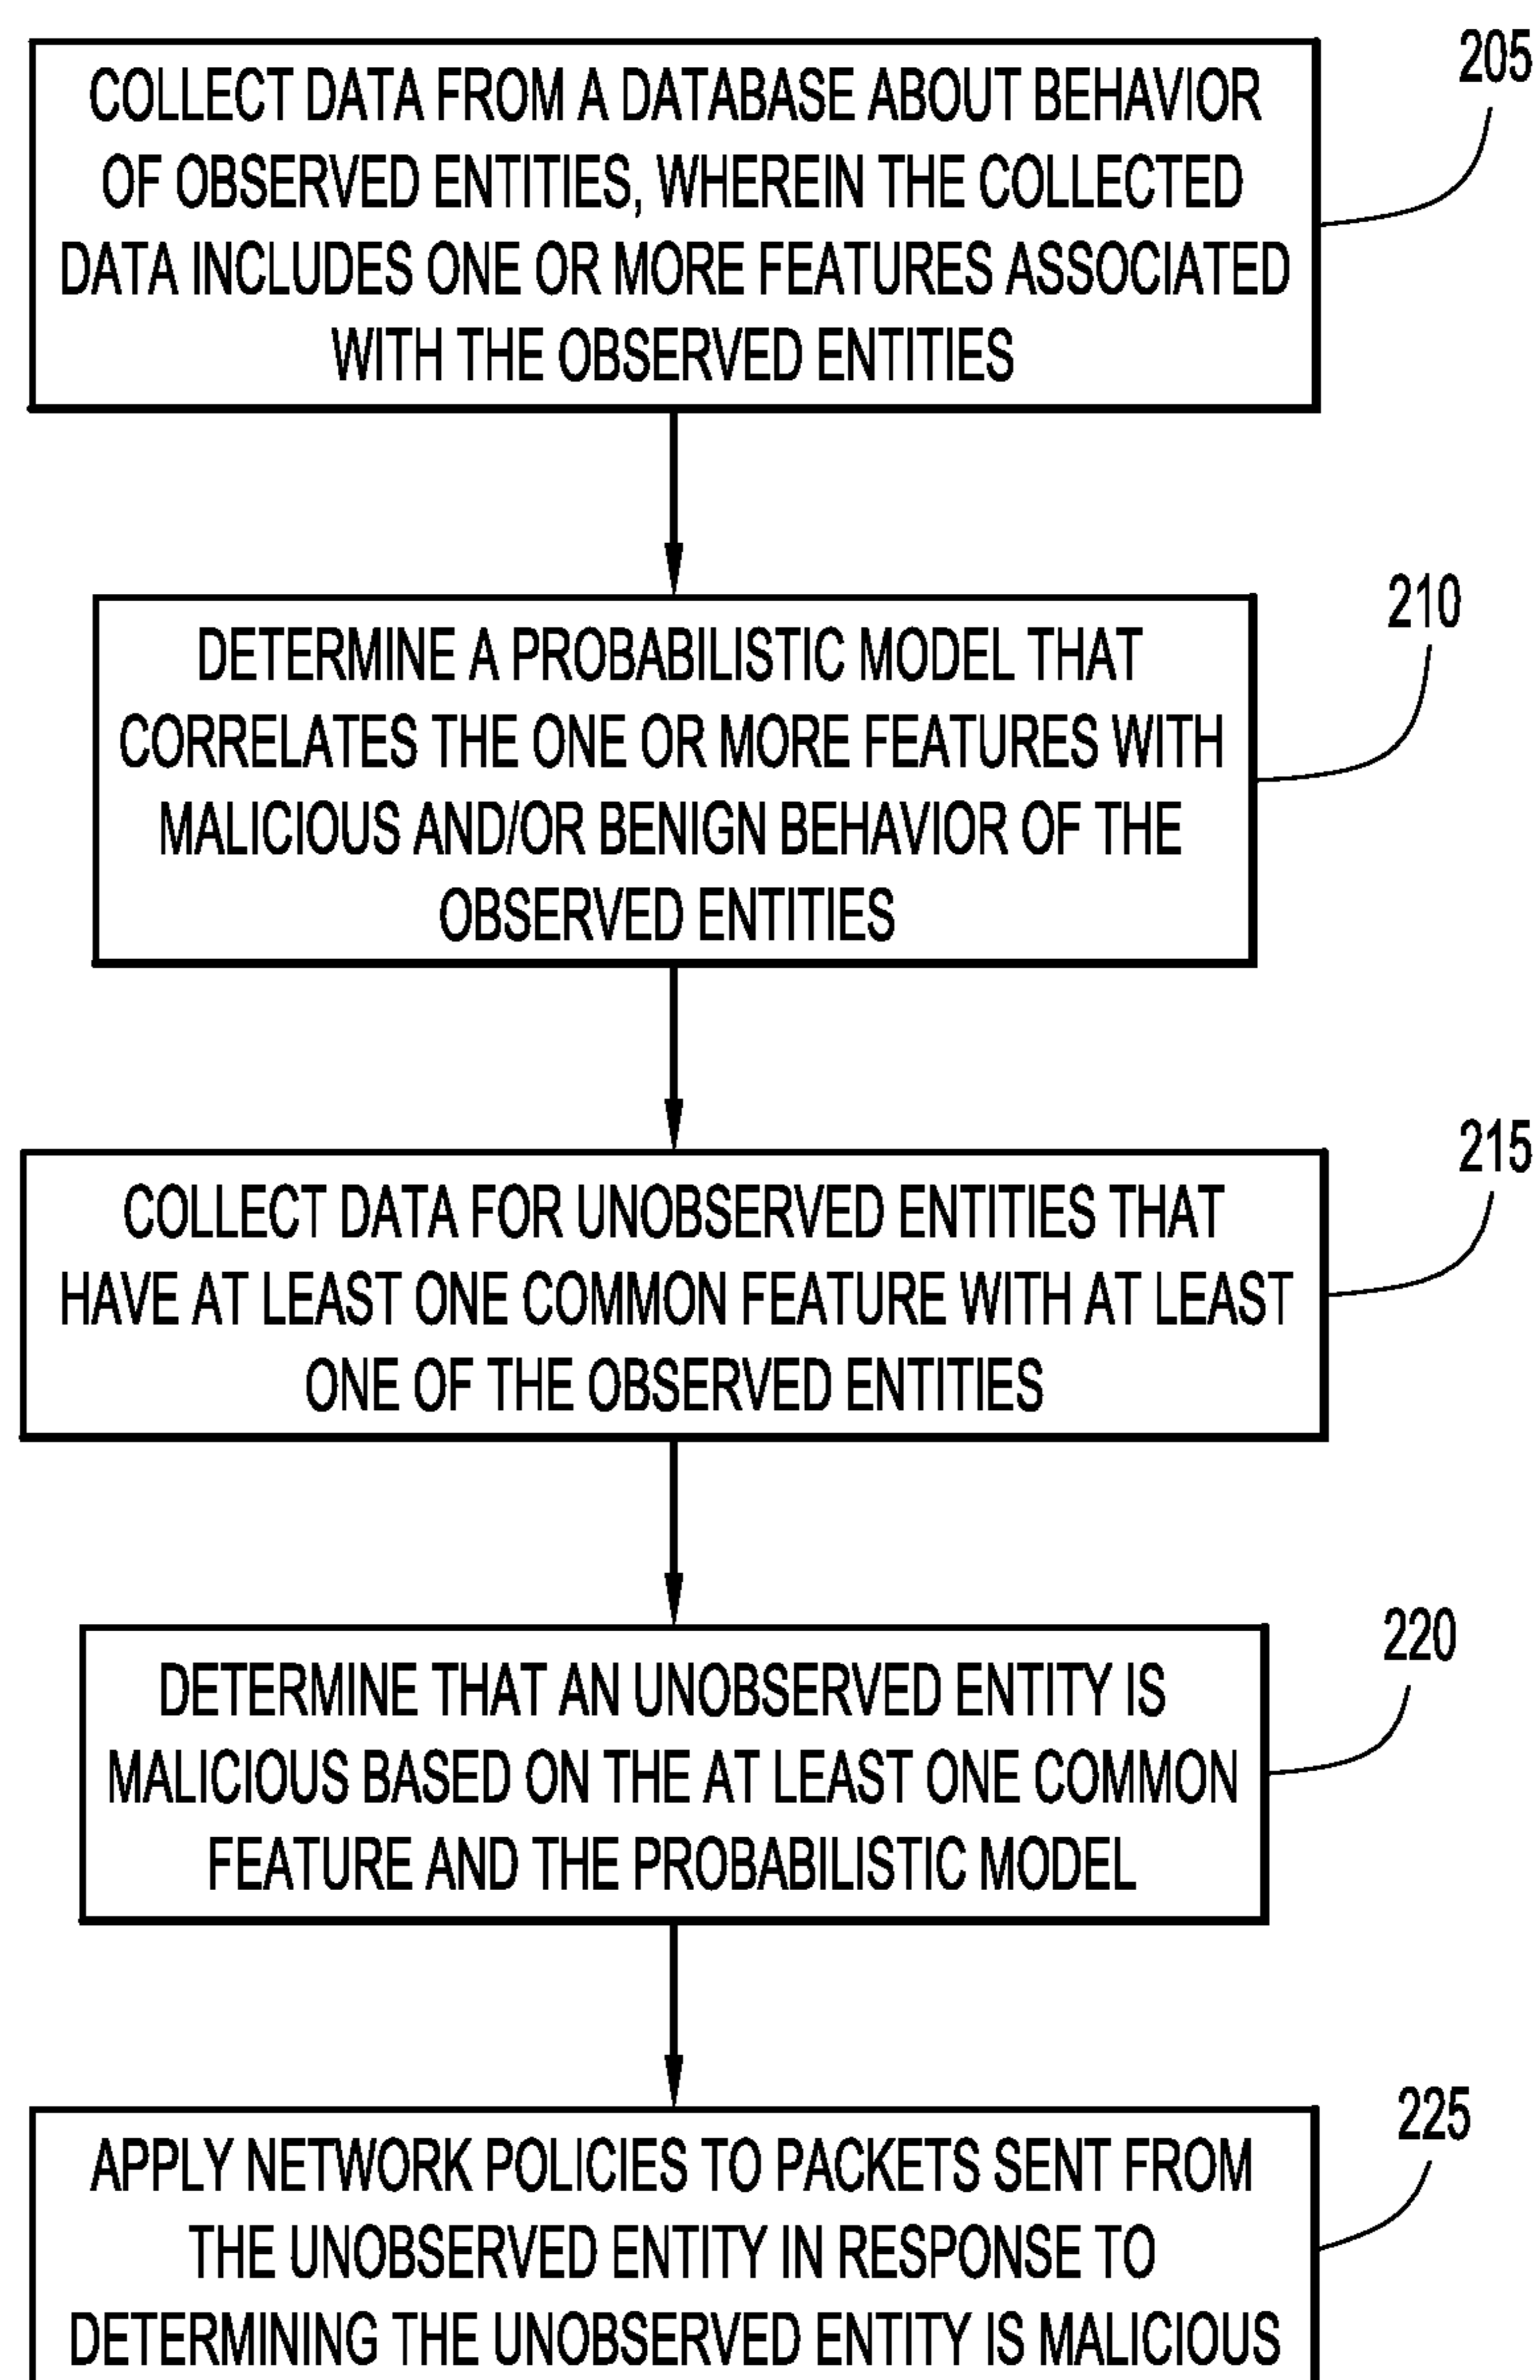 205
COLLECT DATA FROM A DATABASE ABOUT BEHAVIOR
OF OBSERVED ENTITIES, WHEREIN THE COLLECTED
DATA INCLUDES ONE OR MORE FEATURES ASSOCIATED
WITH THE OBSERVED ENTITIES
210
DETERMINE A PROBABILISTIC MODEL THAT
CORRELATES THE ONE OR MORE FEATURES WITH
MALICIOUS AND/OR BENIGN BEHAVIOR OF THE
OBSERVED ENTITIES
215
COLLECT DATA FOR UNOBSERVED ENTITIES THAT
HAVE AT LEAST ONE COMMON FEATURE WITH AT LEAST
ONE OF THE OBSERVED ENTITIES
220
DETERMINE THAT AN UNOBSERVED ENTITY IS
MALICIOUS BASED ON THE AT LEAST ONE COMMON
FEATURE AND THE PROBABILISTIC MODEL
225
APPLY NETWORK POLICIES TO PACKETS SENT FROM
THE UNOBSERVED ENTITY IN RESPONSE TO
DETERMINING THE UNOBSERVED ENTITY IS MALICIOUS